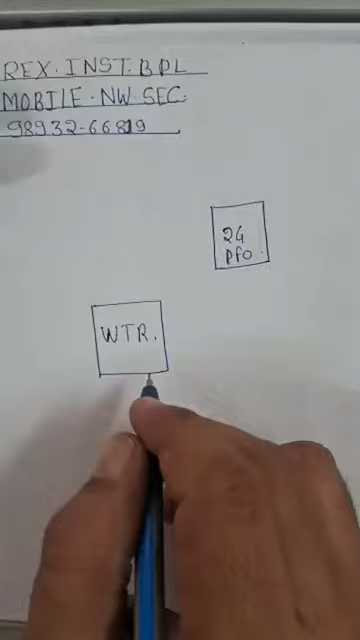 REX. INST. BPL
MOBILE. NW. SEC.
98932-66819
24
PFO.
WTR.